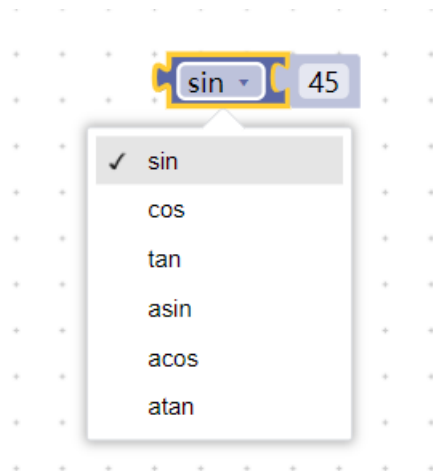 sin 45
✓ sin
cos
tan
asin
acos
atan